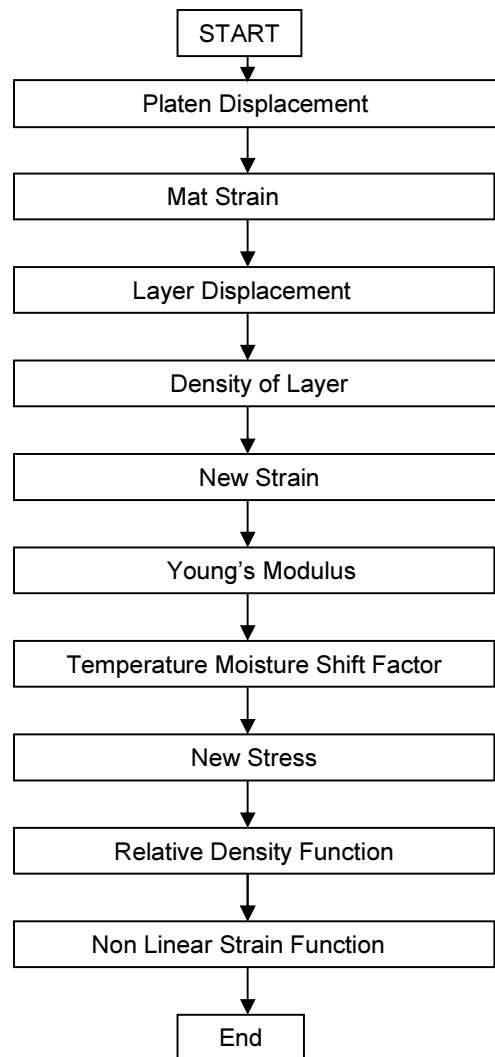 START
Platen Displacement
Mat Strain
Layer Displacement
Density of Layer
New Strain
Young’s Modulus
Temperature Moisture Shift Factor
New Stress
Relative Density Function
Non Linear Strain Function
End